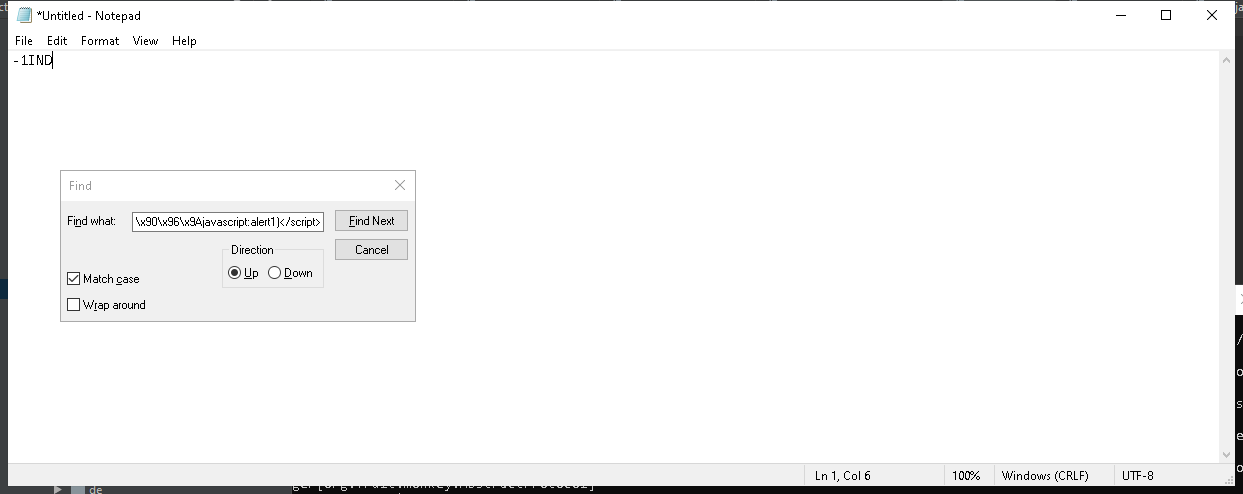 *Untitled - Notepad
File Edit Format View Help
-1IND
Find
Find what: \x90\x96\x9Ajavascript:alert1)</script> Find Next
Direction Cancel
Up Down
Match case
Wrap around
Ln 1, Col 6 100% Windows (CRLF) UTF-8
de